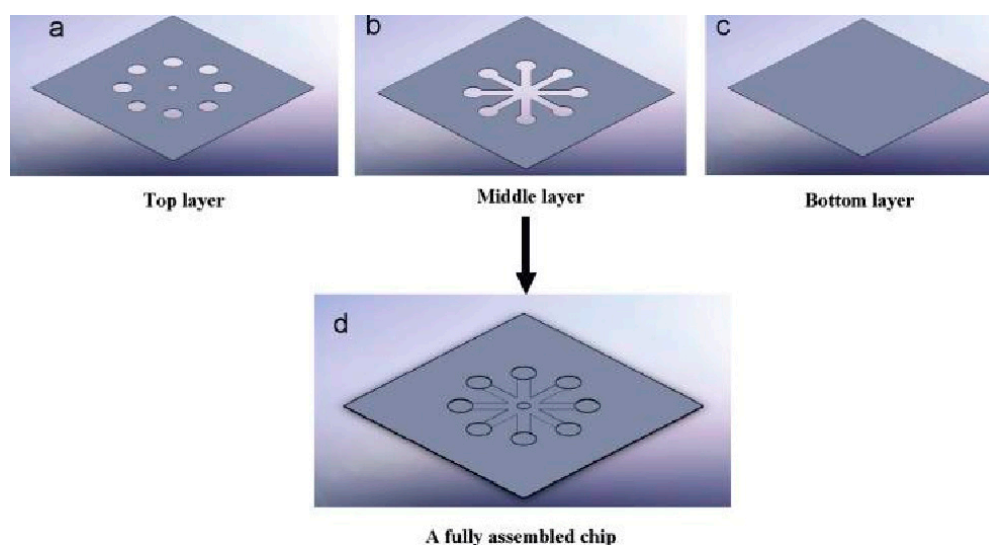 a
b
c
Top layer
Middle layer
Bottom layer
d
A fully assembled chip